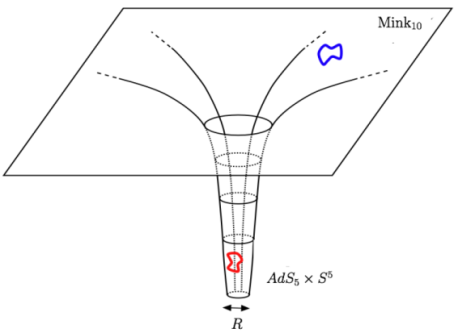 Mink₁₀
AdS₅ × S⁵
R